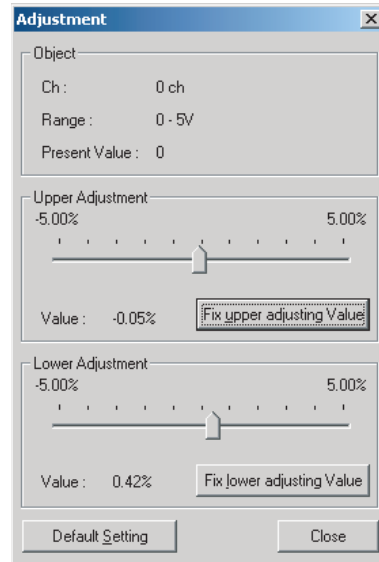 Adjustment
Object
Ch : 0 ch
Range : 0 - 5V
Present Value : 0
Upper Adjustment
-5.00% 5.00%
Value : -0.05% Fix upper adjusting Value
Lower Adjustment
-5.00% 5.00%
Value : 0.42% Fix lower adjusting Value
Default Setting Close